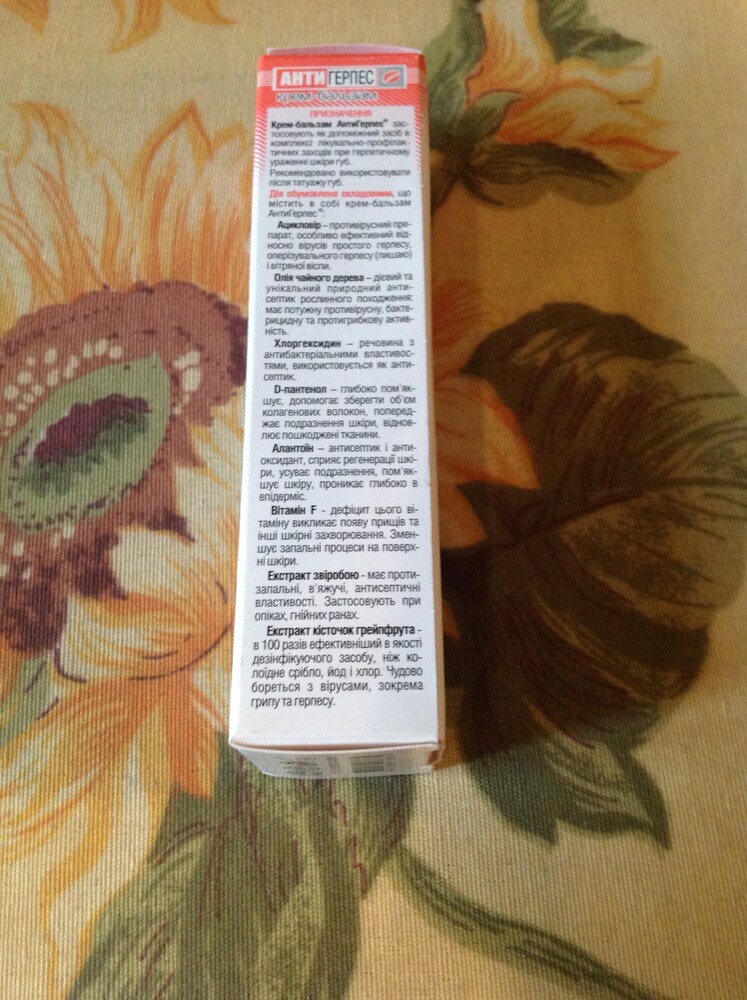 АНТИ ГЕРПЕС
крем-бальзам
ПРИЗНАЧЕННЯ
Крем-бальзам АнтиГерпес® зас-
тосовують як допоміжний засіб в
комплексі лікувально-профілак-
тичних заходів при герпетичному
ураженні шкіри губ.
Рекомендовано використовувати
після татуажу губ.
Дія обумовлена складовими, що
містить в собі крем-бальзам
АнтиГерпес®:
Ацикловір – противірусний пре-
парат, особливо ефективний від-
носно вірусів простого герпесу,
оперізувального герпесу (лишаю)
і вітряної віспи.
Олія чайного дерева – дієвий та
унікальний природний анти-
септик рослинного походження:
має потужну противірусну, бакте-
рицидну та протигрибкову актив-
ність.
Хлоргексидин – речовина з
антибактеріальними властивос-
тями, використовується як анти-
септик.
D-пантенол – глибоко пом'як-
шує, допомагає зберегти об'єм
колагенових волокон, поперед-
жає подразнення шкіри, віднов-
лює пошкоджені тканини.
Алантоїн – антисептик і анти-
оксидант, сприяє регенерації шкі-
ри, усуває подразнення, пом'як-
шує шкіру, проникає глибоко в
епідерміс.
Вітамін F - дефіцит цього ві-
таміну викликає появу прищів та
інші шкірні захворювання. Змен-
шує запальні процеси на поверх-
ні шкіри.
Екстракт звіробою - має проти-
запальні, в'яжучі, антисептичні
властивості. Застосовують при
опіках, гнійних ранах.
Екстракт кісточок грейпфрута -
в 100 разів ефективніший в якості
дезінфікуючого засобу, ніж ко-
лоїдне срібло, йод і хлор. Чудово
бореться з вірусами, зокрема
грипу та герпесу.